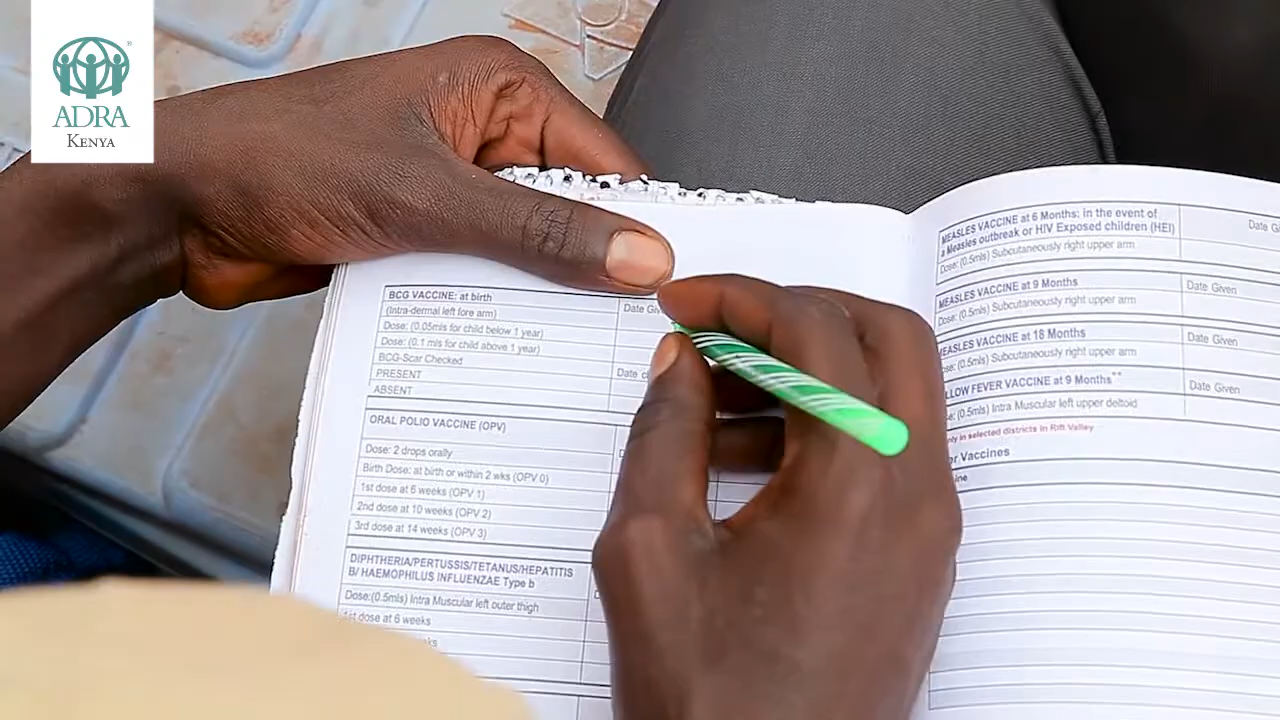 ADRA
KENYA
BCG VACCINE: at birth
(Intra-dermal left fore arm)
Date
Dose: (0.05mls for child below 1 year)
Dose: (0.1 mls for child above 1 year)
BCG-Scar Checked
PRESENT
Date
ABSENT
ORAL POLIO VACCINE (OPV)
Dose: 2 drops orally
Birth Dose: at birth or within 2 wks (OPV 0)
1st dose at 6 weeks (OPV 1)
2nd dose at 10 weeks (OPV 2)
3rd dose at 14 weeks (OPV 3)
DIPHTHERIA/PERTUSSIS/TETANUS/HEPATITIS
B/ HAEMOPHILUS INFLUENZAE Type b
Dose:(0.5mls) Intra Muscular left outer thigh
1st dose at 6 weeks
MEASLES VACCINE at 6 Months; in the event of
a Measles outbreak or HIV Exposed children (HEI)
Date
Dose: (0.5mls) Subcutaneously right upper arm
MEASLES VACCINE at 9 Months
Date Given
Dose: (0.5mls) Subcutaneously right upper arm
MEASLES VACCINE at 18 Months
Date Given
(0.5mls) Subcutaneously right upper arm
FEVER VACCINE at 9 Months**
Date Given
(0.5mls) Intra Muscular left upper deltoid
in selected districts in Rift Valley
Vaccines